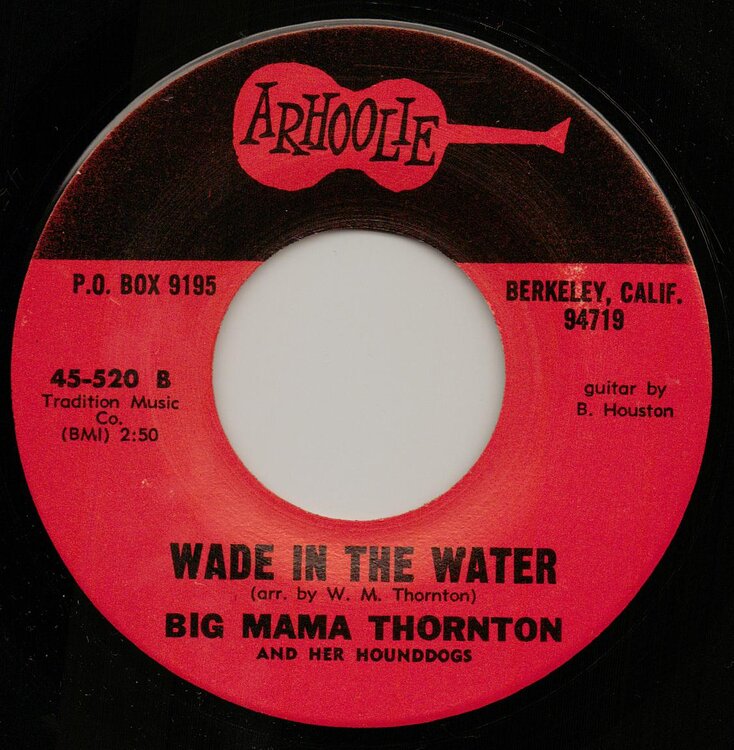 ARHOOLIE
P.O. BOX 9195
BERKELEY, CALIF.
94719
45-520 B
Tradition Music
Co.
(BMI) 2:50
guitar by
B. Houston
WADE IN THE WATER
(arr. by W. M. Thornton)
BIG MAMA THORNTON
AND HER HOUNDDOGS